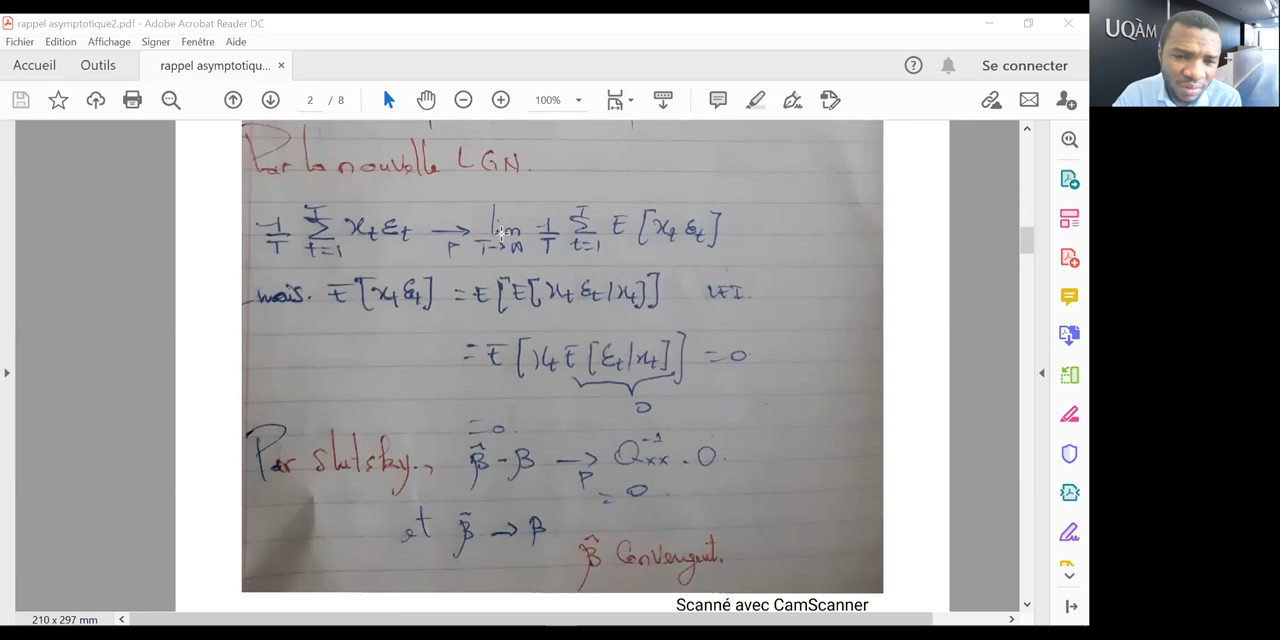 rappel asymptotique2.pdf - Adobe Acrobat Reader DC
UQÀM
Fichier Edition Affichage Signer Fenêtre Aide
Accueil Outils rappel asymptotiqu... × Se connecter
2 / 8 100%
Par la nouvelle LGN.
1/T Σ_{t=1}^{T} x_t ε_t →_P lim_{T→∞} 1/T Σ_{t=1}^{T} E[x_t ε_t]
mais. E[x_t ε_t] = E[E[x_t ε_t / x_t]] LEI.
= E[x_t E[ε_t / x_t]] = 0
0
= 0.
Par slutsky., β̂ - β →_P Q_xx^{-1} . 0.
= 0.
et β̂ → β
β̂ Convergent.
Scanné avec CamScanner
210 x 297 mm